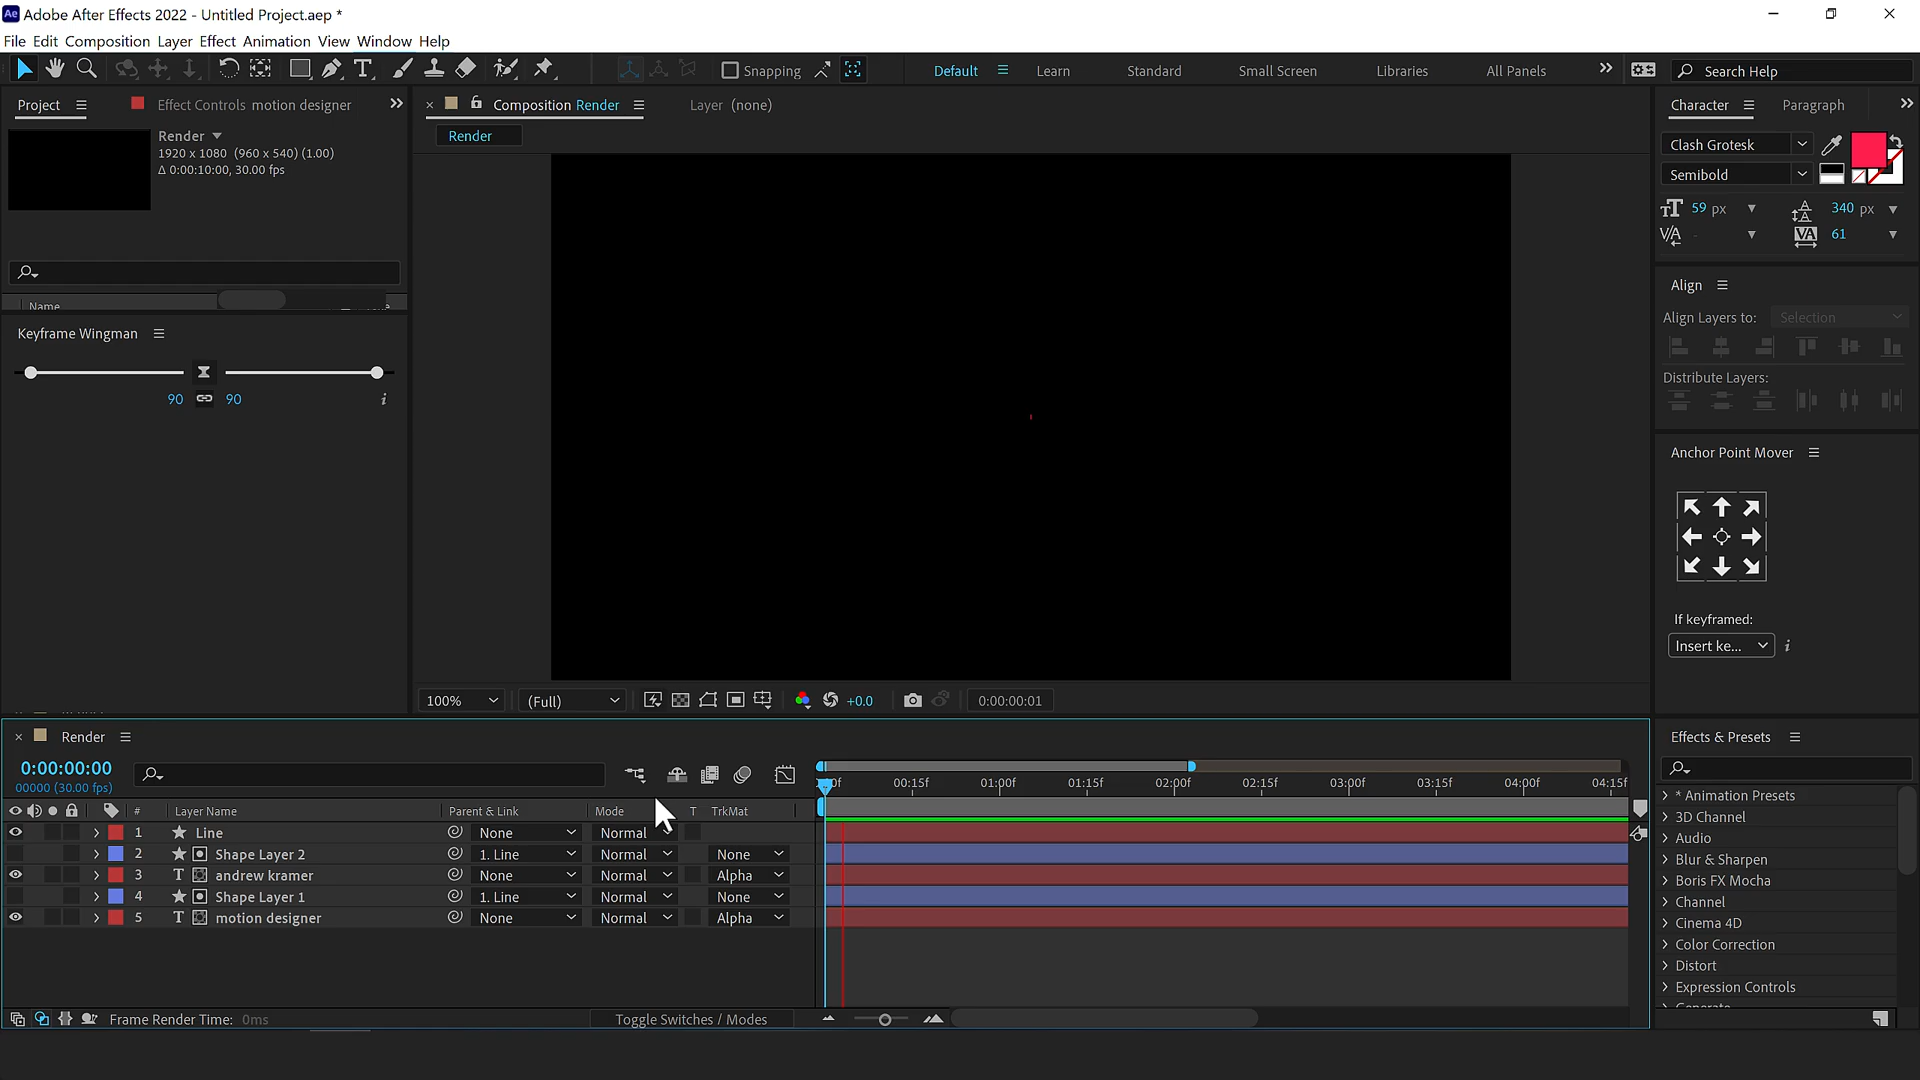 Ae Adobe After Effects 2022 - Untitled Project.aep *
File Edit Composition Layer Effect Animation View Window Help
Snapping Default Learn Standard Small Screen Libraries All Panels Search Help
Project Effect Controls motion designer
Composition Render Layer (none)
Character Paragraph
Render
1920 x 1080 (960 x 540) (1.00)
Δ 0:00:10:00, 30.00 fps
Render
Clash Grotesk
Semibold
59 px 340 px
- 61
Name
Keyframe Wingman
90 90
Align
Align Layers to: Selection
Distribute Layers:
Anchor Point Mover
If keyframed:
Insert ke...
100% (Full) +0.0 0:00:00:01
Render
0:00:00:00
00000 (30.00 fps)
00:15f 01:00f 01:15f 02:00f 02:15f 03:00f 03:15f 04:00f 04:15f
# Layer Name Parent & Link Mode T TrkMat
1 Line None Normal
2 Shape Layer 2 1. Line Normal None
3 andrew kramer None Normal Alpha
4 Shape Layer 1 1. Line Normal None
5 motion designer None Normal Alpha
Frame Render Time: 0ms Toggle Switches / Modes
Effects & Presets
* Animation Presets
3D Channel
Audio
Blur & Sharpen
Boris FX Mocha
Channel
Cinema 4D
Color Correction
Distort
Expression Controls